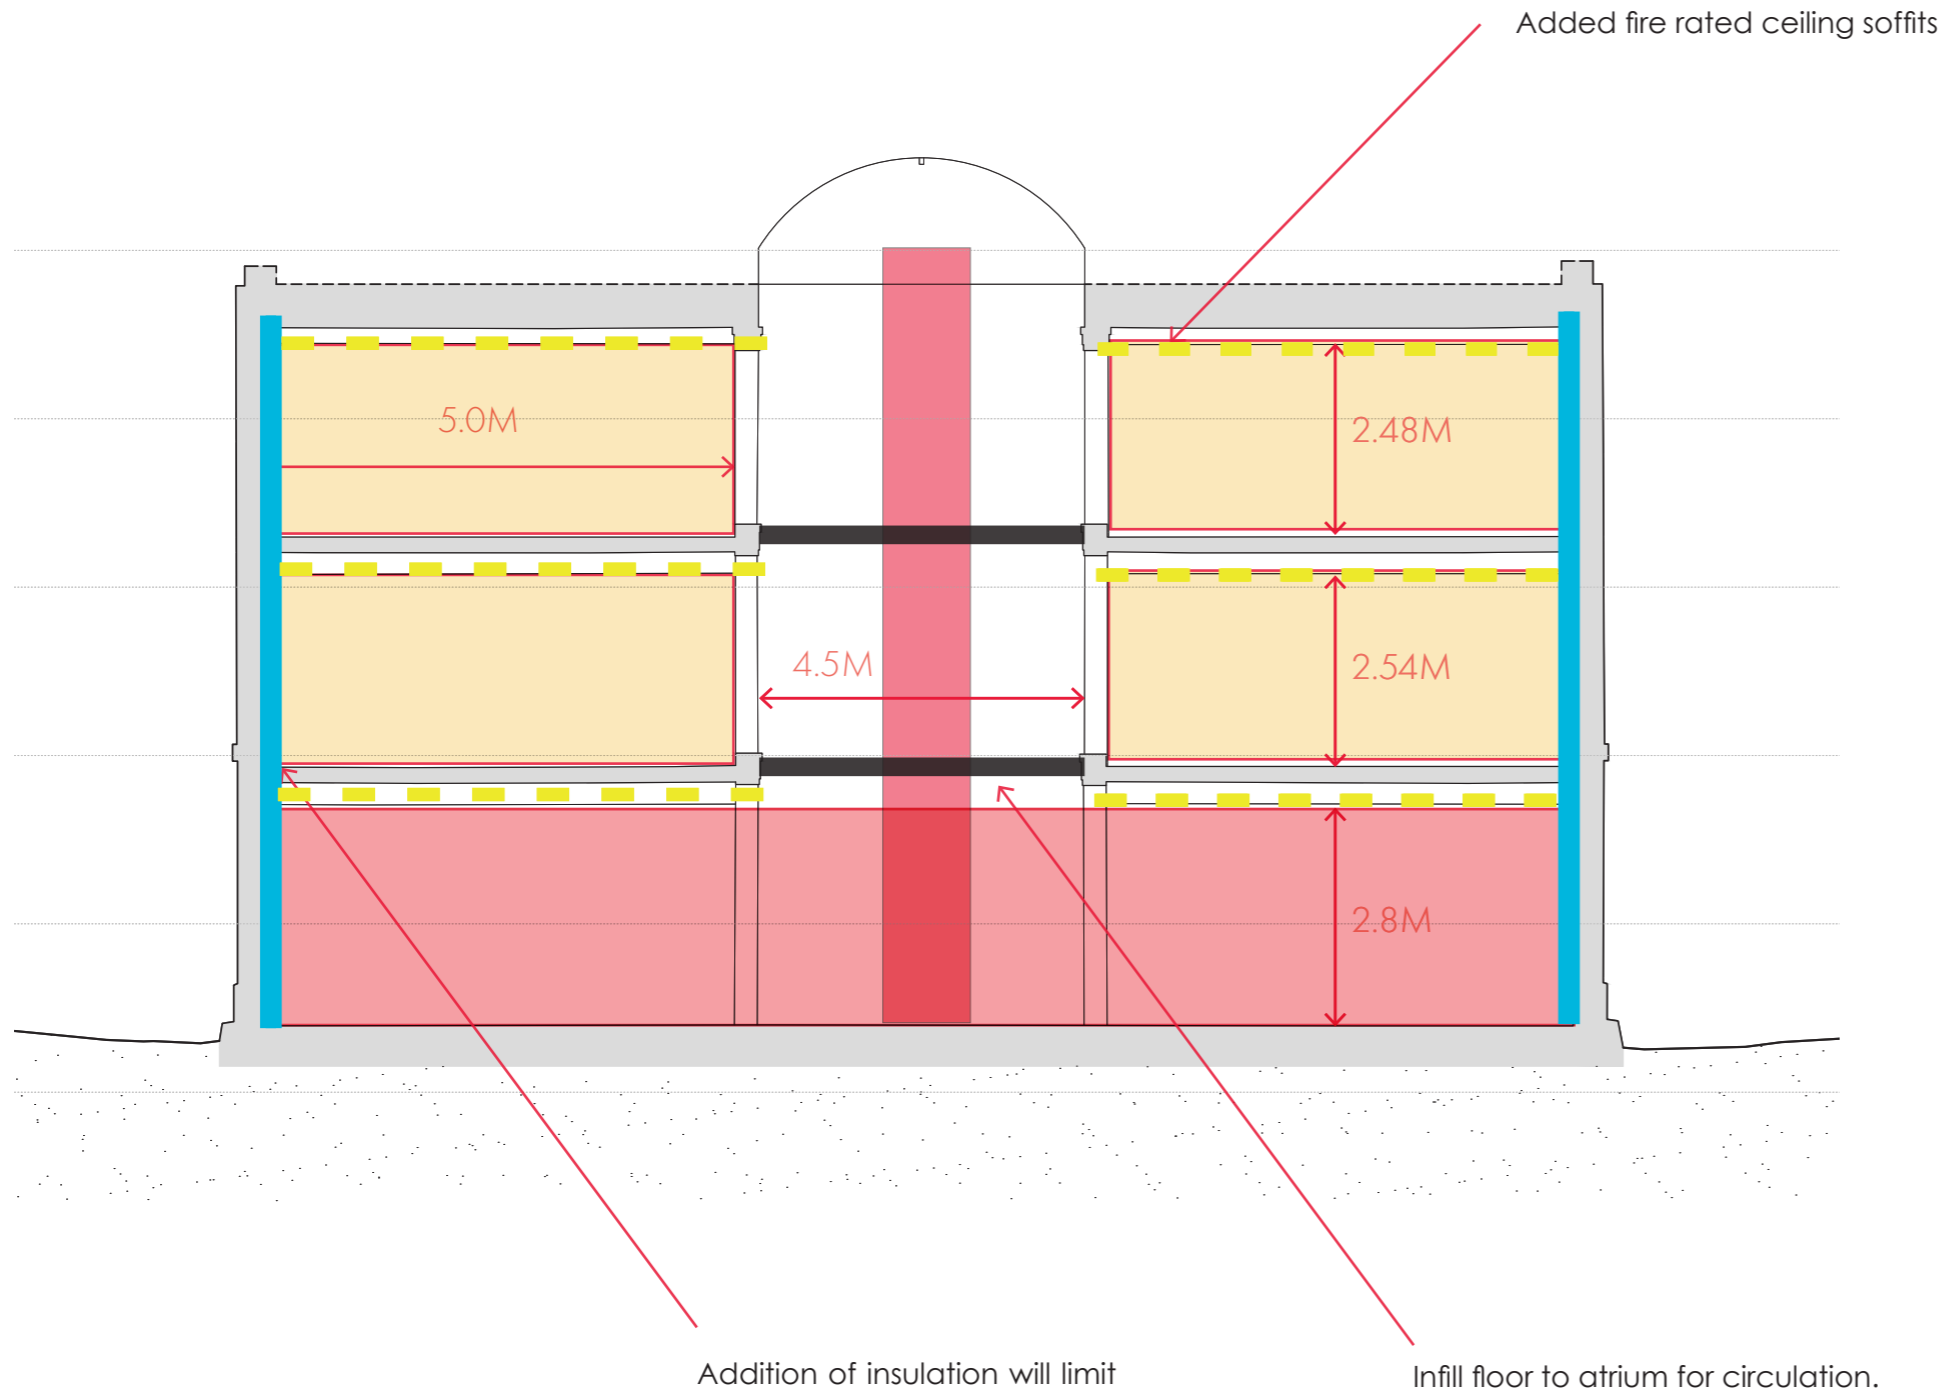 Added fire rated ceiling soffits
5.0M
2.48M
4.5M
2.54M
2.8M
Addition of insulation will limit
Infill floor to atrium for circulation.